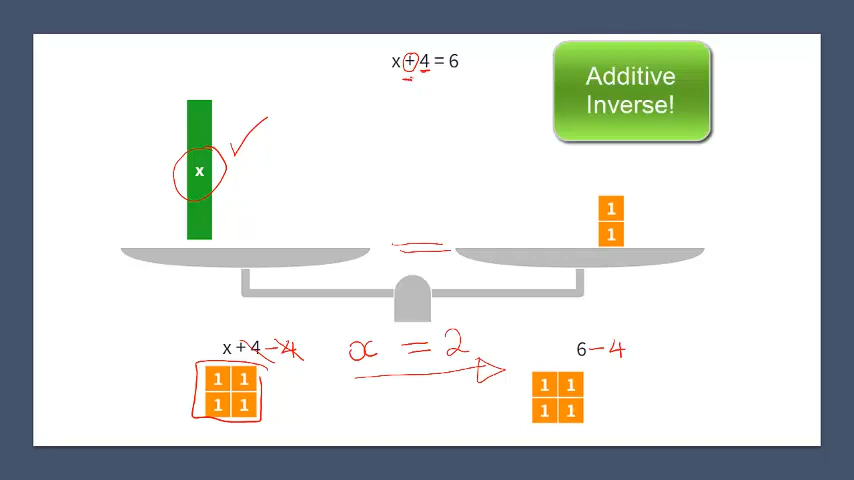 x + 4 = 6
Additive
Inverse!
x
1
1
x + 4 - 4
x = 2
6 - 4
1 1
1 1
1 1
1 1